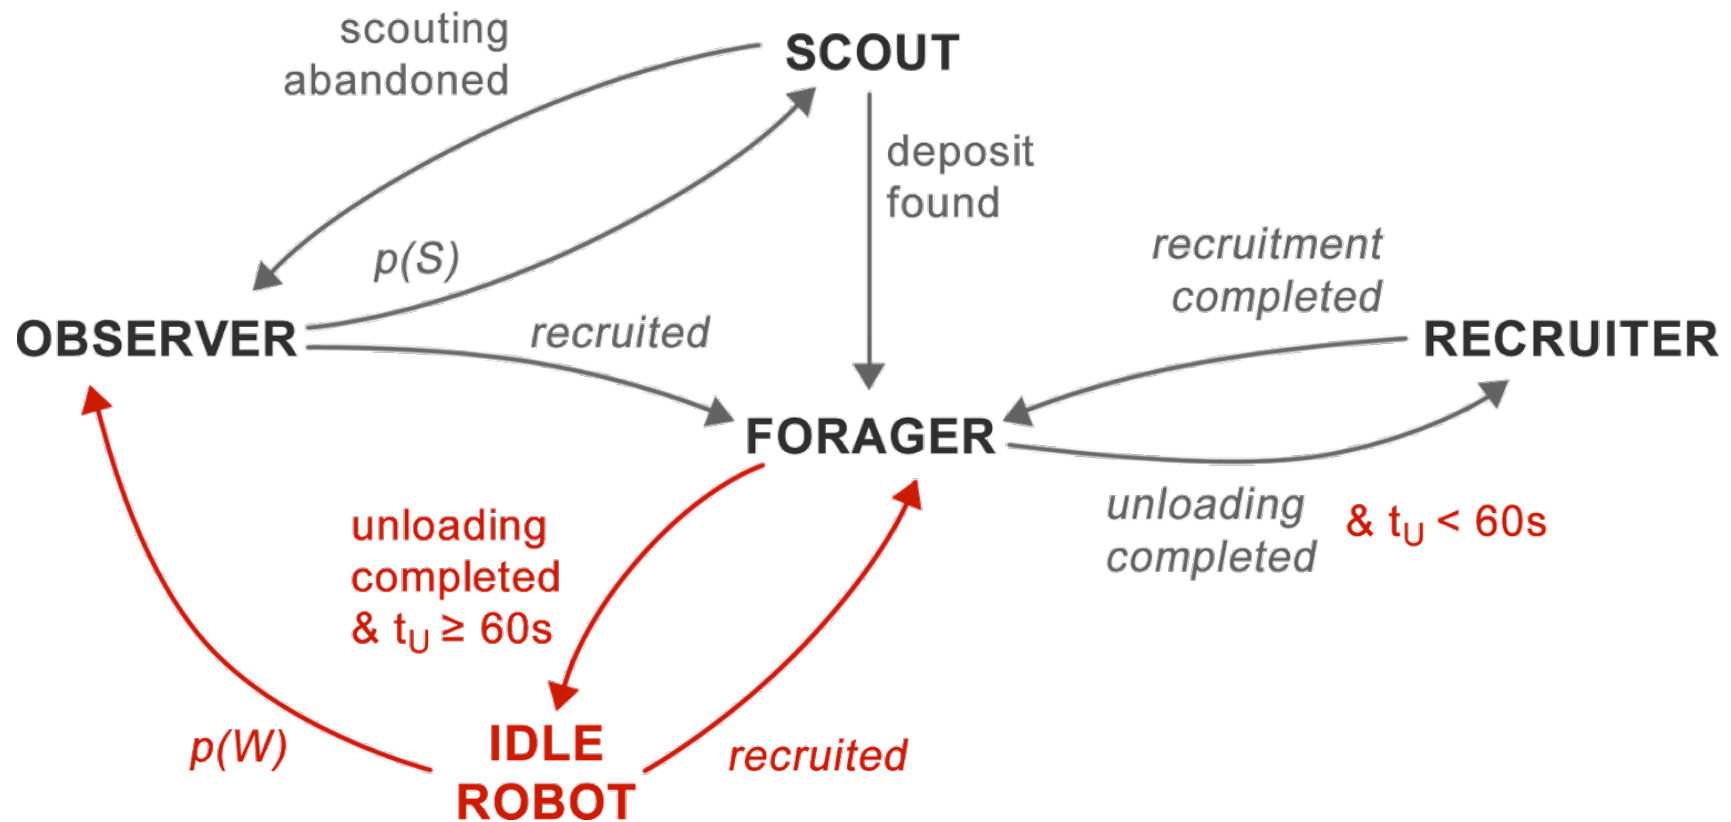 scouting
abandoned
SCOUT
deposit
found
p(S)
recruitment
completed
OBSERVER
recruited
RECRUITER
FORAGER
unloading
completed
& tU < 60s
unloading
completed
& tU ≥ 60s
p(W)
IDLE
ROBOT
recruited